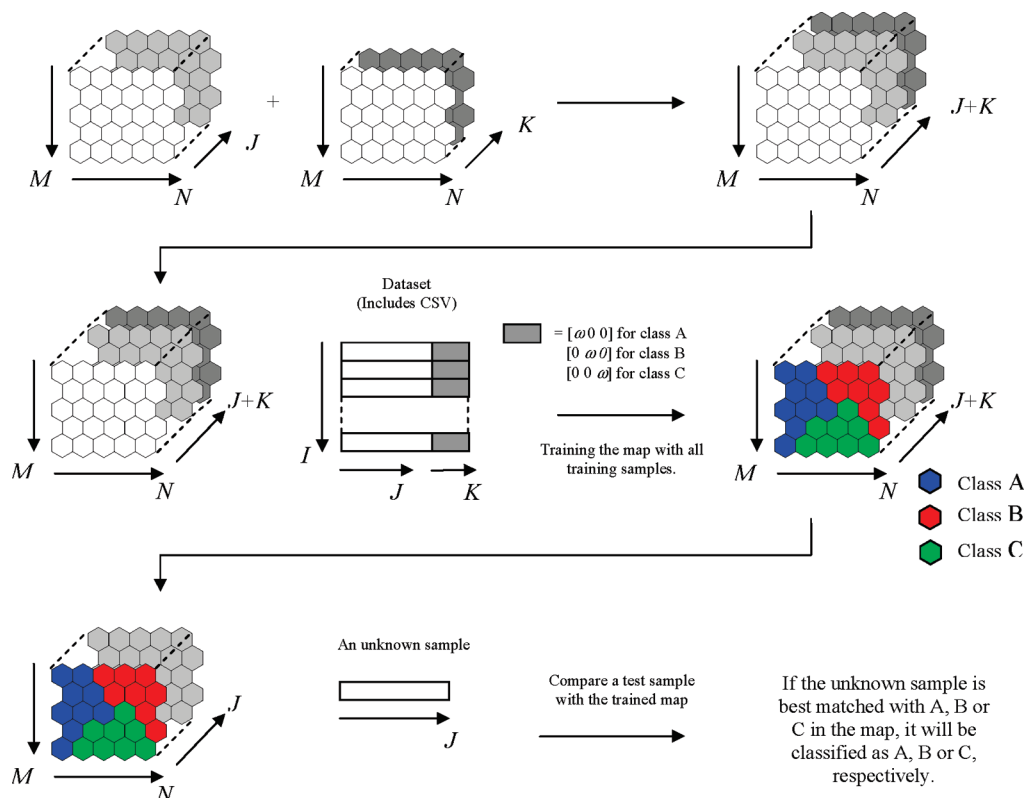 +
J
K
J+K
M
N
M
N
M
N
Dataset
(Includes CSV)
= [ω 0 0] for class A
[0 ω 0] for class B
[0 0 ω] for class C
J+K
J+K
I
Training the map with all
training samples.
M
N
J
K
M
N
Class A
Class B
Class C
An unknown sample
Compare a test sample
with the trained map
If the unknown sample is
best matched with A, B or
C in the map, it will be
classified as A, B or C,
respectively.
J
J
M
N